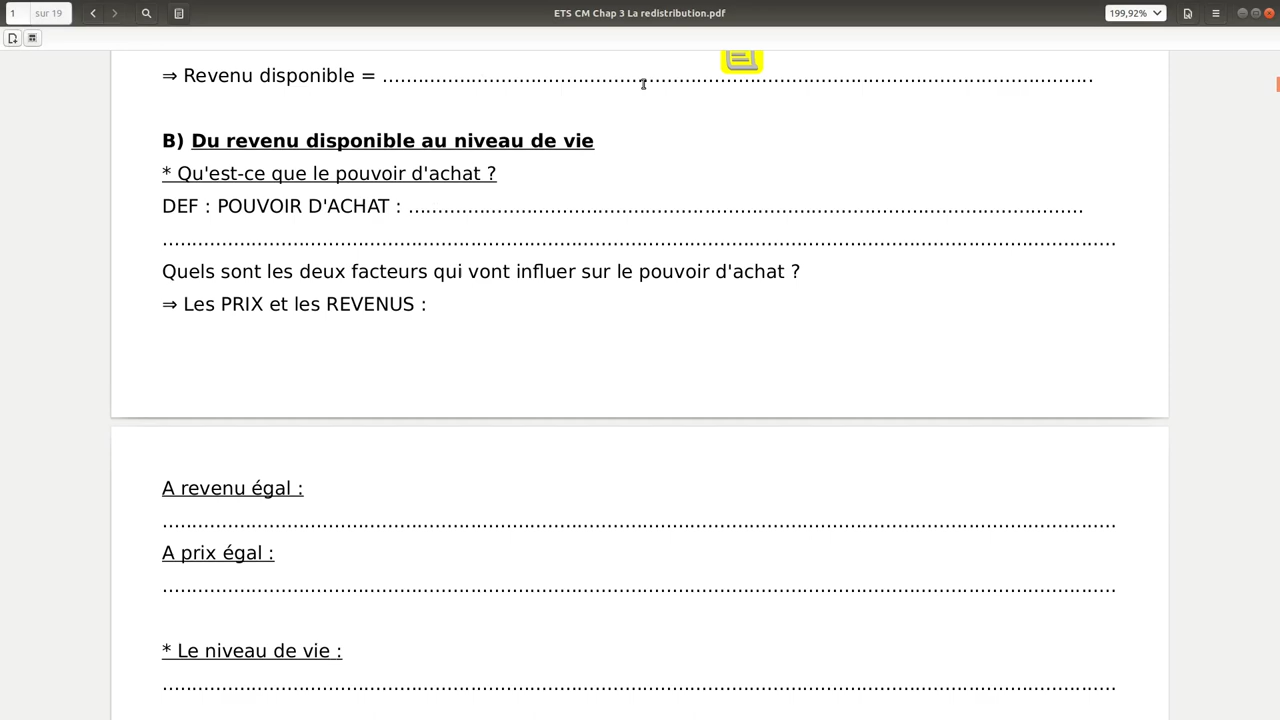 1 sur 19
ETS CM Chap 3 La redistribution.pdf
199,92%
⇒ Revenu disponible = ........................................................................................................................
B) Du revenu disponible au niveau de vie
* Qu'est-ce que le pouvoir d'achat ?
DEF : POUVOIR D'ACHAT : ..................................................................................................................
.................................................................................................................................................................
Quels sont les deux facteurs qui vont influer sur le pouvoir d'achat ?
⇒ Les PRIX et les REVENUS :
A revenu égal :
.................................................................................................................................................................
A prix égal :
.................................................................................................................................................................
* Le niveau de vie :
.................................................................................................................................................................